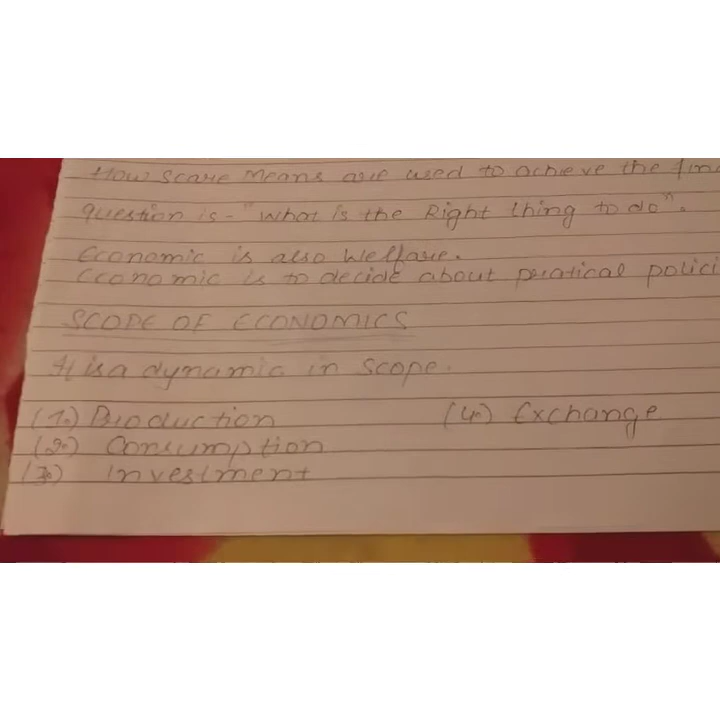 How scare means are used to achieve the
question is - "what is the Right thing to do".
Economic is also Welfare.
Economic is to decide about pratical polici
SCOPE OF ECONOMICS
It is a dynamic in scope.
(1.) Production (4.) Exchange
(2.) Consumption
(3.) Investment